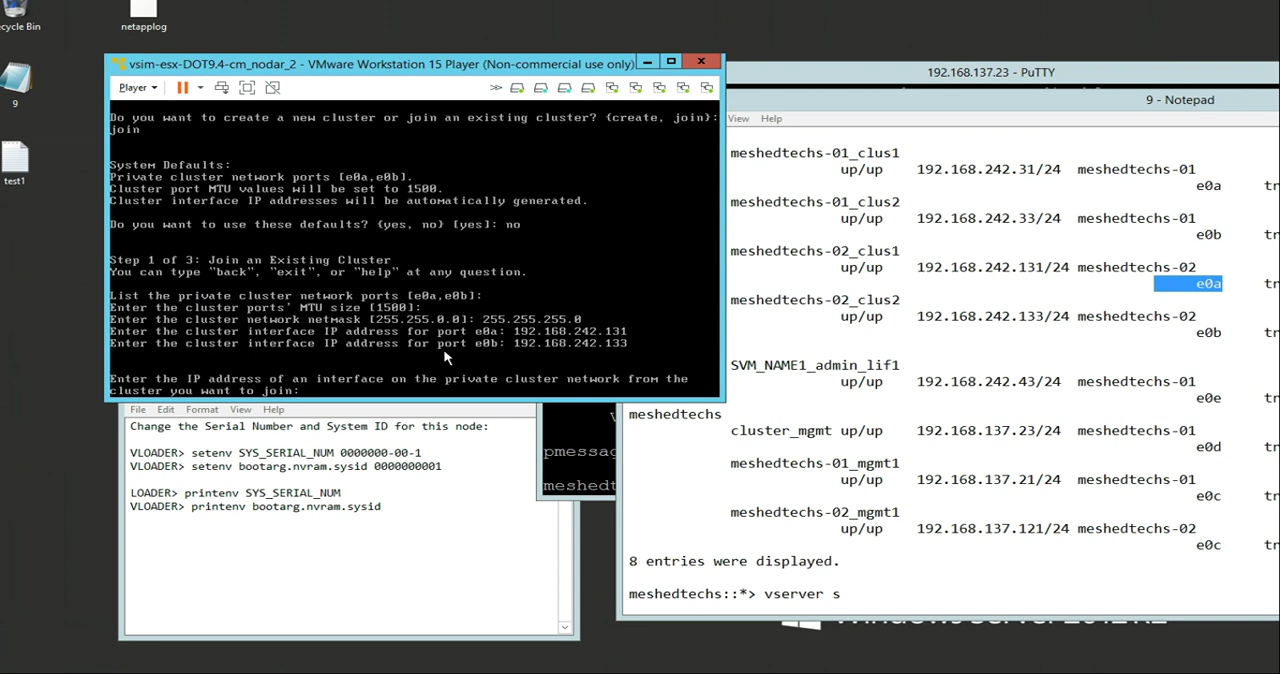 cycle Bin
netapplog
9
test1
vsim-esx-DOT9.4-cm_nodar_2 - VMware Workstation 15 Player (Non-commercial use only)
Player
Do you want to create a new cluster or join an existing cluster? {create, join}:
join
System Defaults:
Private cluster network ports [e0a,e0b].
Cluster port MTU values will be set to 1500.
Cluster interface IP addresses will be automatically generated.
Do you want to use these defaults? {yes, no} [yes]: no
Step 1 of 3: Join an Existing Cluster
You can type "back", "exit", or "help" at any question.
List the private cluster network ports [e0a,e0b]:
Enter the cluster ports' MTU size [1500]:
Enter the cluster network netmask [255.255.0.0]: 255.255.255.0
Enter the cluster interface IP address for port e0a: 192.168.242.131
Enter the cluster interface IP address for port e0b: 192.168.242.133
Enter the IP address of an interface on the private cluster network from the
cluster you want to join:
File Edit Format View Help
Change the Serial Number and System ID for this node:
VLOADER> setenv SYS_SERIAL_NUM 0000000-00-1
VLOADER> setenv bootarg.nvram.sysid 0000000001
LOADER> printenv SYS_SERIAL_NUM
VLOADER> printenv bootarg.nvram.sysid
pmessag
meshedt
192.168.137.23 - PuTTY
9 - Notepad
View Help
meshedtechs-01_clus1
up/up 192.168.242.31/24 meshedtechs-01
e0a tr
meshedtechs-01_clus2
up/up 192.168.242.33/24 meshedtechs-01
e0b tr
meshedtechs-02_clus1
up/up 192.168.242.131/24 meshedtechs-02
e0a tr
meshedtechs-02_clus2
up/up 192.168.242.133/24 meshedtechs-02
e0b tr
SVM_NAME1_admin_lif1
up/up 192.168.242.43/24 meshedtechs-01
e0e tr
meshedtechs
cluster_mgmt up/up 192.168.137.23/24 meshedtechs-01
e0d tr
meshedtechs-01_mgmt1
up/up 192.168.137.21/24 meshedtechs-01
e0c tr
meshedtechs-02_mgmt1
up/up 192.168.137.121/24 meshedtechs-02
e0c tr
8 entries were displayed.
meshedtechs::*> vserver s